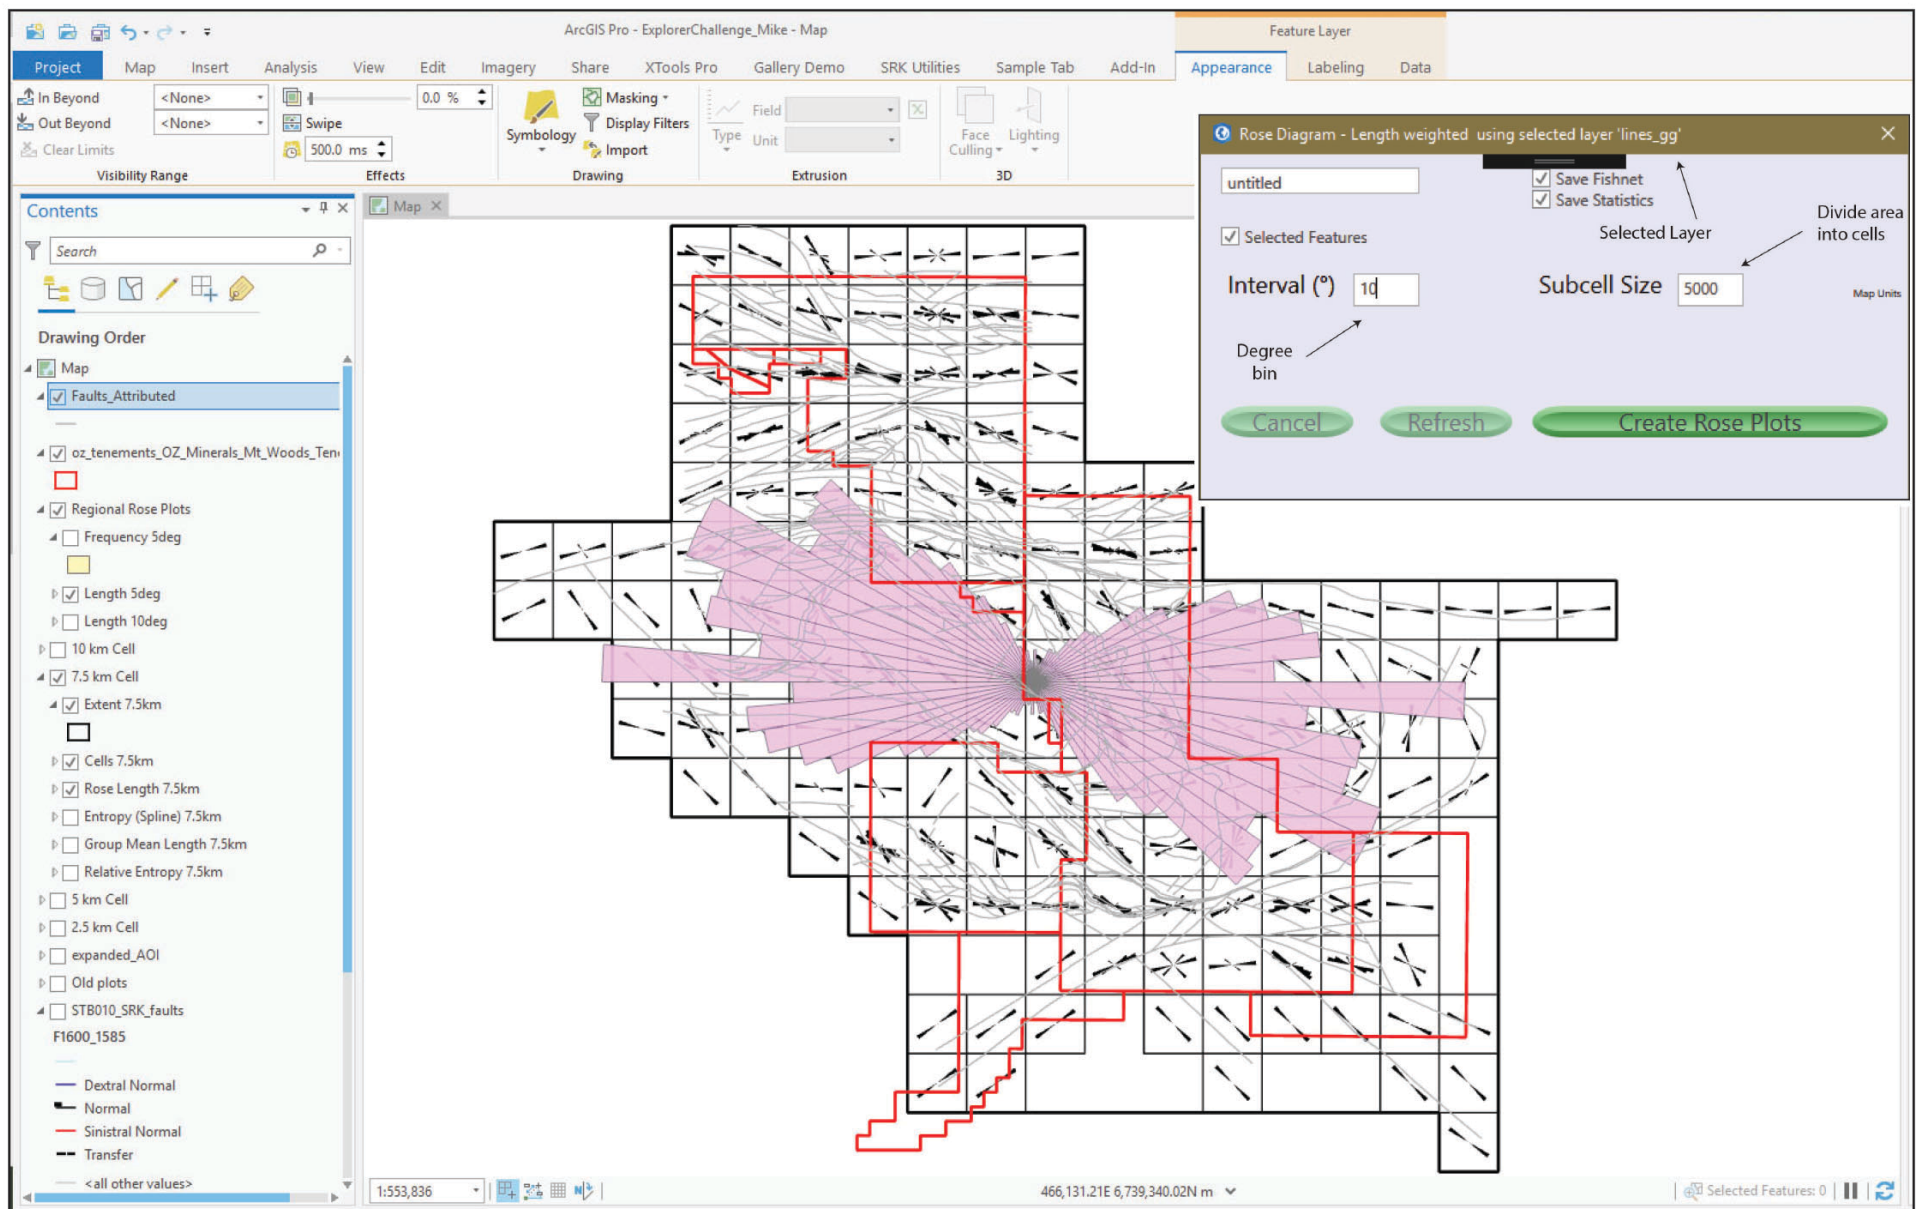 ArcGIS Pro - ExplorerChallenge_Mike - Map
Feature Layer
Project Map Insert Analysis View Edit Imagery Share XTools Pro Gallery Demo SRK Utilities Sample Tab Add-In Appearance Labeling Data
In Beyond <None>
Out Beyond <None>
Clear Limits
Visibility Range
0.0 %
Swipe
500.0 ms
Effects
Symbology
Masking
Display Filters
Import
Drawing
Type
Field
Unit
Extrusion
Face Culling
Lighting
3D
Rose Diagram - Length weighted using selected layer 'lines_gg'
untitled
Save Fishnet
Save Statistics
Selected Features
Selected Layer
Divide area
into cells
Interval (°) 10
Subcell Size 5000
Map Units
Degree
bin
Cancel Refresh Create Rose Plots
Contents
Search
Drawing Order
Map
Faults_Attributed
oz_tenements_OZ_Minerals_Mt_Woods_Ten
Regional Rose Plots
Frequency 5deg
Length 5deg
Length 10deg
10 km Cell
7.5 km Cell
Extent 7.5km
Cells 7.5km
Rose Length 7.5km
Entropy (Spline) 7.5km
Group Mean Length 7.5km
Relative Entropy 7.5km
5 km Cell
2.5 km Cell
expanded_AOI
Old plots
STB010_SRK_faults
F1600_1585
Dextral Normal
Normal
Sinistral Normal
Transfer
<all other values>
Map
1:553,836
466,131.21E 6,739,340.02N m
Selected Features: 0